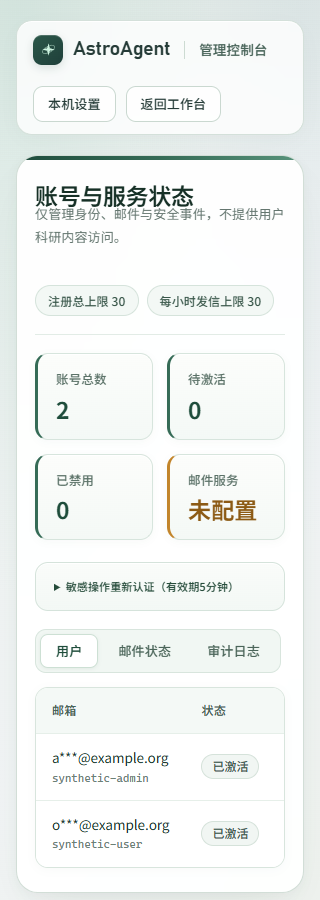 AstroAgent 管理控制台
本机设置 返回工作台
账号与服务状态
仅管理身份、邮件与安全事件，不提供用户
科研内容访问。
注册总上限 30 每小时发信上限 30
账号总数 待激活
2 0
已禁用 邮件服务
0 未配置
▶ 敏感操作重新认证（有效期5分钟）
用户 邮件状态 审计日志
邮箱 状态
a***@example.org 已激活
synthetic-admin
o***@example.org 已激活
synthetic-user